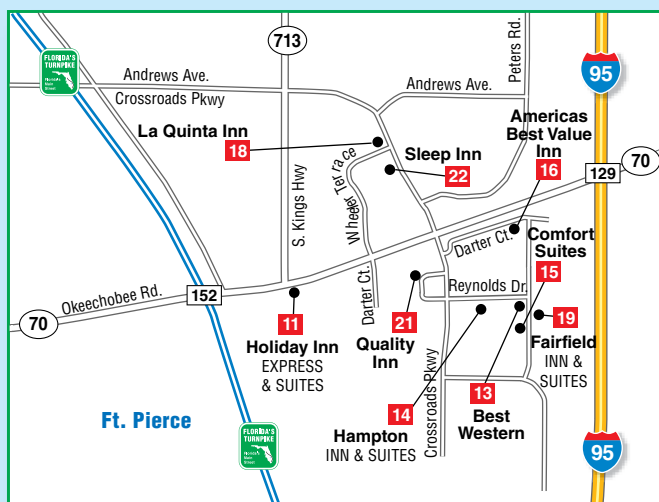 713
Peters Rd.
FLORIDA'S
TURNPIKE
Andrews Ave.
Crossroads Pkwy
Andrews Ave.
95
Americas
Best Value
Inn
16
La Quinta Inn
18
Wheeler Terrace
Sleep Inn
22
70
129
S. Kings Hwy
Darter Ct.
Comfort
Suites
15
Darter Ct.
Reynolds Dr.
Okeechobee Rd.
152
70
11
Holiday Inn
EXPRESS
& SUITES
21
Quality
Inn
19
Fairfield
INN &
SUITES
Crossroads Pkwy
13
Best
Western
14
Hampton
INN & SUITES
Ft. Pierce
FLORIDA'S
TURNPIKE
95